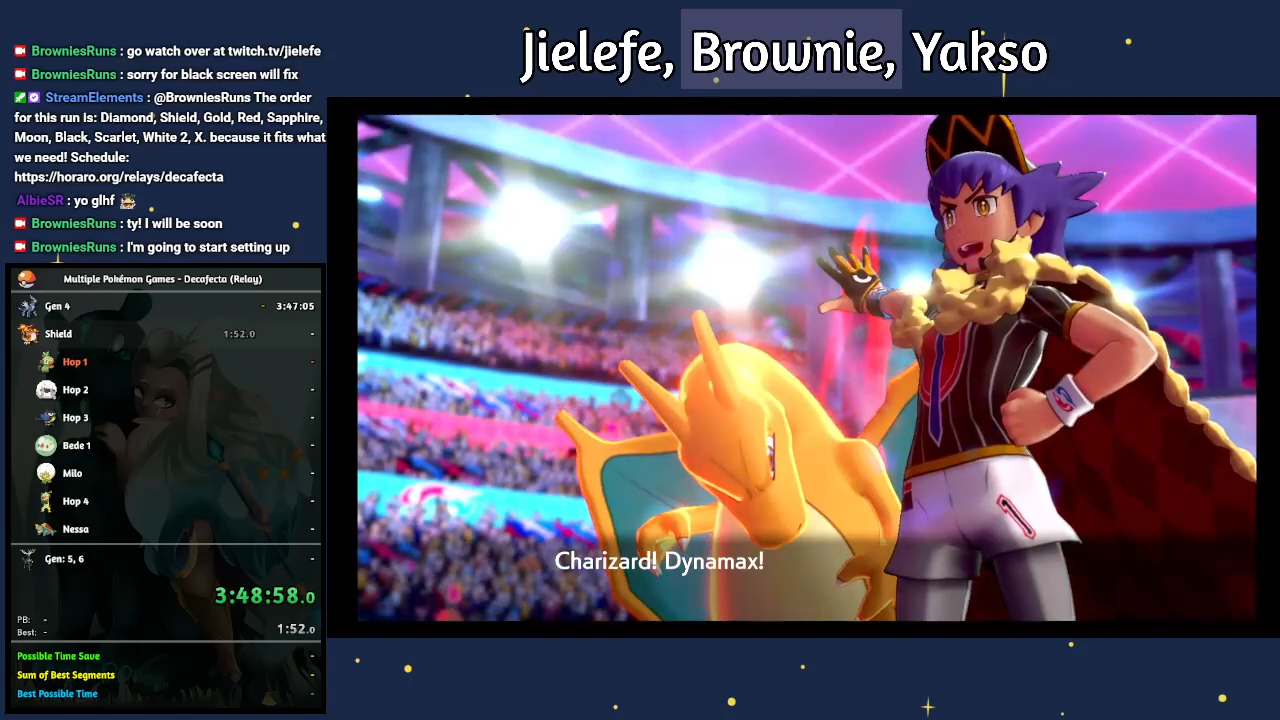 Jielefe, Brownie, Yakso
BrowniesRuns : go watch over at twitch.tv/jielefe
BrowniesRuns : sorry for black screen will fix
StreamElements : @BrowniesRuns The order
for this run is: Diamond, Shield, Gold, Red, Sapphire,
Moon, Black, Scarlet, White 2, X. because it fits what
we need! Schedule:
https://horaro.org/relays/decafecta
AlbieSR : yo glhf
BrowniesRuns : ty! I will be soon
BrowniesRuns : I'm going to start setting up
Multiple Pokémon Games - Decafecta (Relay)
Gen 4 - 3:47:05
Shield 1:52.0 -
Hop 1 -
Hop 2 -
Hop 3 -
Bede 1 -
Milo -
Hop 4 -
Nessa -
Gen: 5, 6 -
3:48:58.0
PB: -
Best: -
1:52.0
Possible Time Save -
Sum of Best Segments -
Best Possible Time -
Charizard! Dynamax!
1